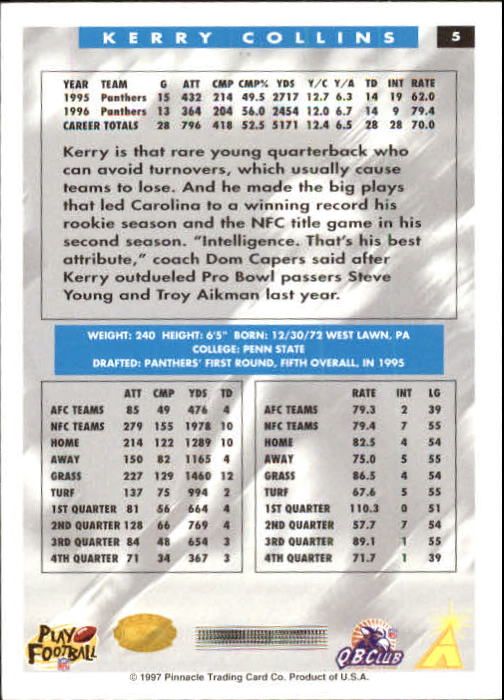 KERRY COLLINS 5
YEAR TEAM G ATT CMP CMP% YDS Y/C Y/A TD INT RATE
1995 Panthers 15 432 214 49.5 2717 12.7 6.3 14 19 62.0
1996 Panthers 13 364 204 56.0 2454 12.0 6.7 14 9 79.4
CAREER TOTALS 28 796 418 52.5 5171 12.4 6.5 28 28 70.0
Kerry is that rare young quarterback who
can avoid turnovers, which usually cause
teams to lose. And he made the big plays
that led Carolina to a winning record his
rookie season and the NFC title game in his
second season. “Intelligence. That’s his best
attribute,” coach Dom Capers said after
Kerry outdueled Pro Bowl passers Steve
Young and Troy Aikman last year.
WEIGHT: 240 HEIGHT: 6'5" BORN: 12/30/72 WEST LAWN, PA
COLLEGE: PENN STATE
DRAFTED: PANTHERS' FIRST ROUND, FIFTH OVERALL, IN 1995
ATT CMP YDS TD
AFC TEAMS 85 49 476 4
NFC TEAMS 279 155 1978 10
HOME 214 122 1289 10
AWAY 150 82 1165 4
GRASS 227 129 1460 12
TURF 137 75 994 2
1ST QUARTER 81 56 664 4
2ND QUARTER 128 66 769 4
3RD QUARTER 84 48 654 3
4TH QUARTER 71 34 367 3
RATE INT LG
AFC TEAMS 79.3 2 39
NFC TEAMS 79.4 7 55
HOME 82.5 4 54
AWAY 75.0 5 55
GRASS 86.5 4 54
TURF 67.6 5 55
1ST QUARTER 110.3 0 51
2ND QUARTER 57.7 7 54
3RD QUARTER 89.1 1 55
4TH QUARTER 71.7 1 39
PLAY
FOOTBALL
NFL
QB CLUB
© 1997 Pinnacle Trading Card Co. Product of U.S.A.